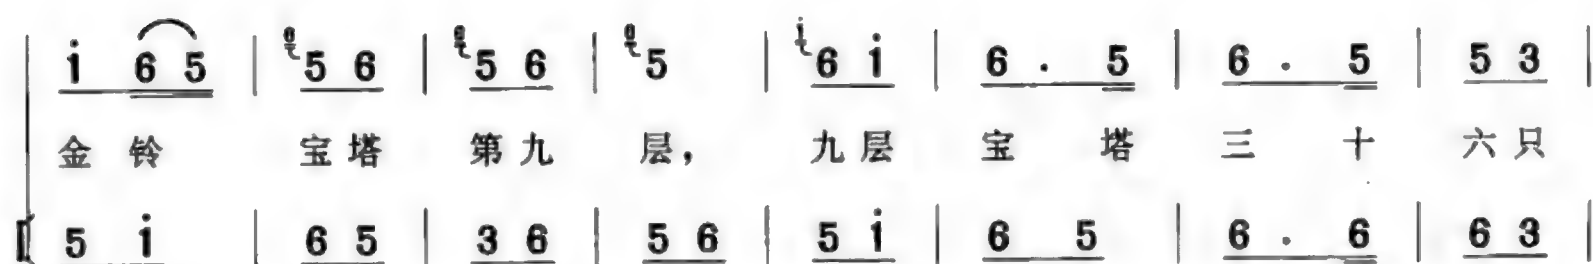 i 6 5 | 5 6 | 5 6 | 5 | i 6 i | 6 . 5 | 6 . 5 | 5 3 |
金 铃 宝 塔 第 九 层， 九 层 宝 塔 三 十 六 只
5 i | 6 5 | 3 6 | 5 6 | 5 i | 6 5 | 6 . 6 | 6 3 |